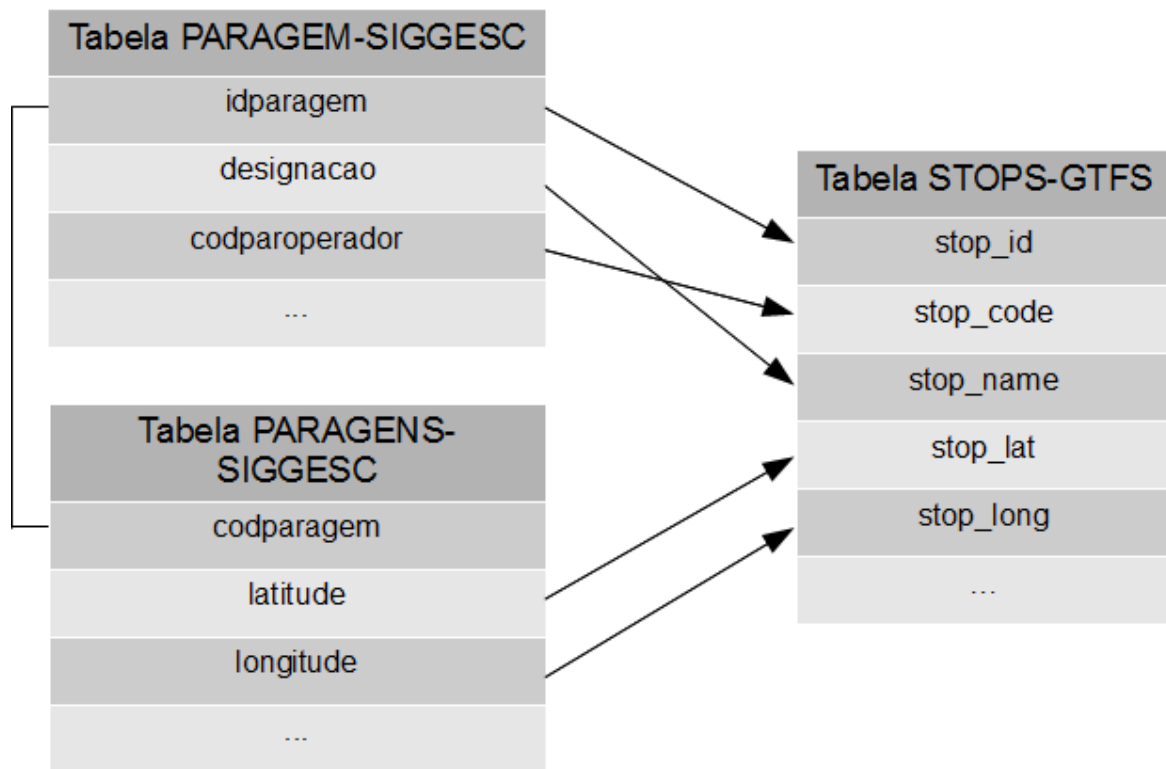 Tabela PARAGEM-SIGGESC
idparagem
designacao
codparoperador
...
Tabela PARAGENS-
SIGGESC
codparagem
latitude
longitude
...
Tabela STOPS-GTFS
stop_id
stop_code
stop_name
stop_lat
stop_long
...